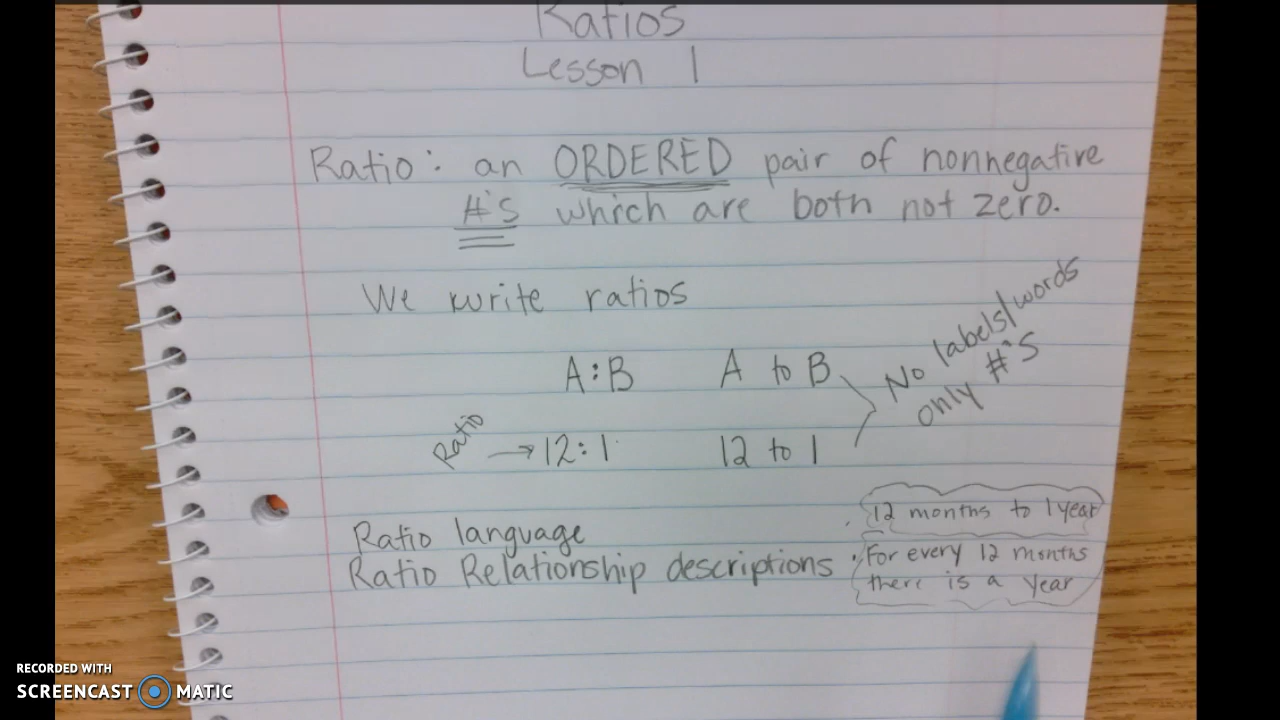 Ratios
Lesson 1
Ratio: an ORDERED pair of nonnegative
#'s which are both not zero.
We write ratios
A:B A to B
No labels/words
only #'s
Ratio → 12:1 12 to 1
Ratio language
Ratio Relationship descriptions
· 12 months to 1 year
· For every 12 months
there is a year
RECORDED WITH
SCREENCAST MATIC